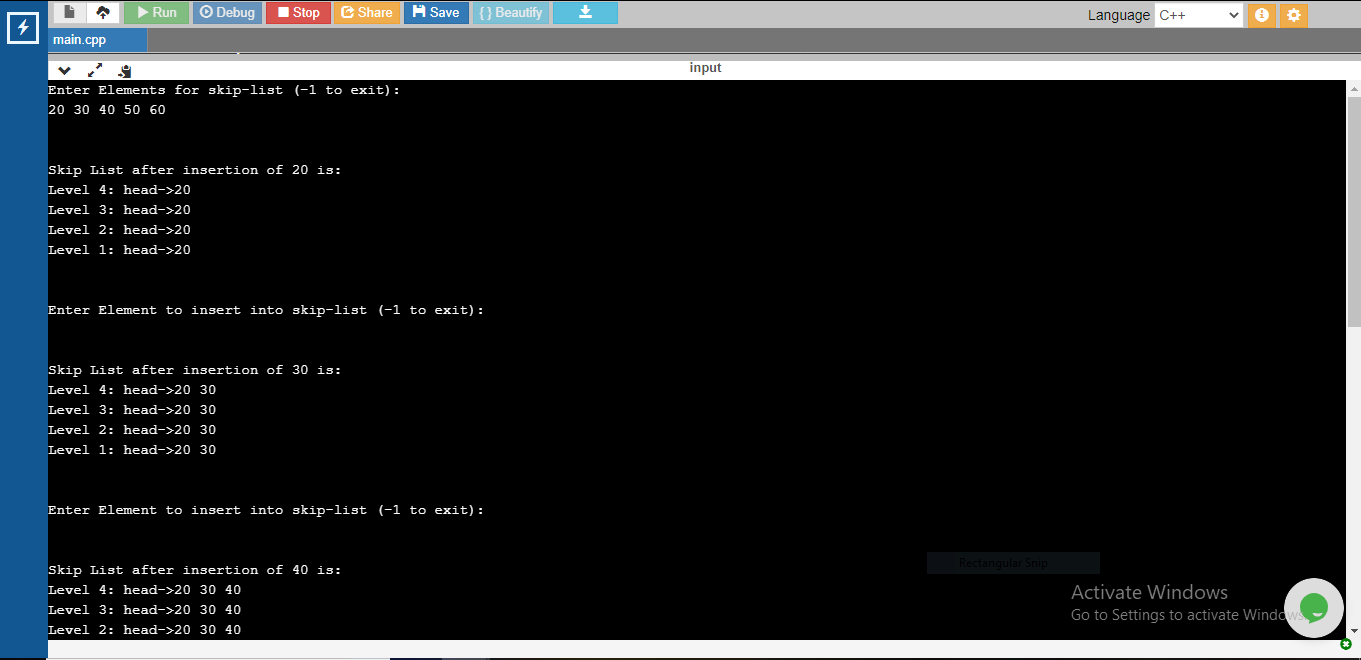 Run Debug Stop Share Save { } Beautify Language C++
main.cpp
input
Enter Elements for skip-list (-1 to exit):
20 30 40 50 60
Skip List after insertion of 20 is:
Level 4: head->20
Level 3: head->20
Level 2: head->20
Level 1: head->20
Enter Element to insert into skip-list (-1 to exit):
Skip List after insertion of 30 is:
Level 4: head->20 30
Level 3: head->20 30
Level 2: head->20 30
Level 1: head->20 30
Enter Element to insert into skip-list (-1 to exit):
Skip List after insertion of 40 is:
Level 4: head->20 30 40
Level 3: head->20 30 40
Level 2: head->20 30 40
Rectangular Snip
Activate Windows
Go to Settings to activate Windows.